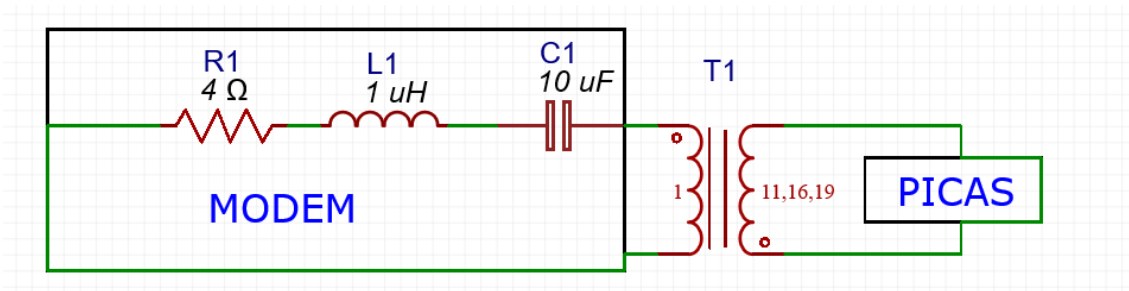 R1
4 Ω
L1
1 uH
C1
10 uF
T1
1
11,16,19
MODEM
PICAS